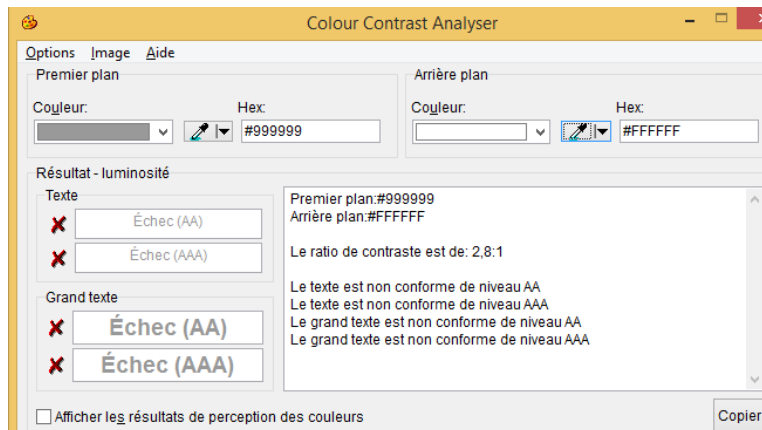 Colour Contrast Analyser
Options Image Aide
Premier plan
Couleur: Hex:
#999999
Arrière plan
Couleur: Hex:
#FFFFFF
Résultat - luminosité
Texte
Échec (AA)
Échec (AAA)
Grand texte
Échec (AA)
Échec (AAA)
Premier plan:#999999
Arrière plan:#FFFFFF
Le ratio de contraste est de: 2,8:1
Le texte est non conforme de niveau AA
Le texte est non conforme de niveau AAA
Le grand texte est non conforme de niveau AA
Le grand texte est non conforme de niveau AAA
Afficher les résultats de perception des couleurs
Copier